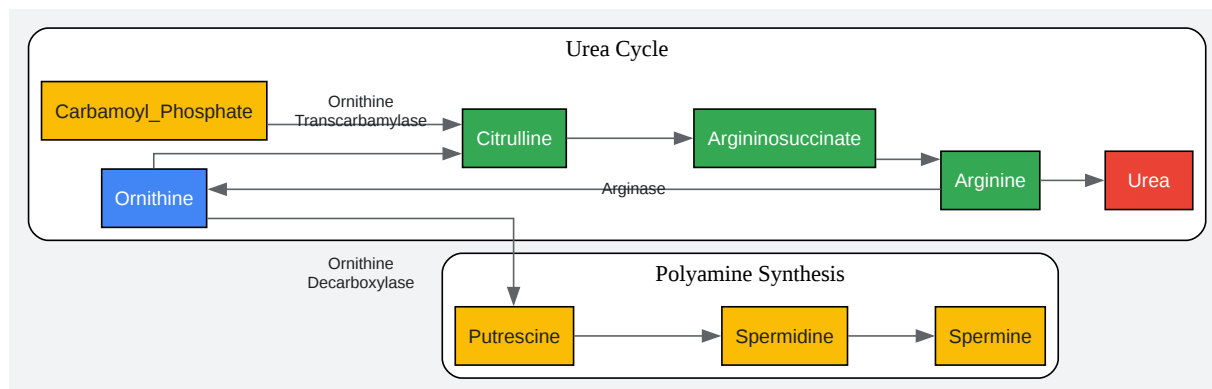 Urea Cycle
Carbamoyl_Phosphate
Ornithine
Transcarbamylase
Citrulline
Argininosuccinate
Arginine
Urea
Ornithine
Arginase
Ornithine
Decarboxylase
Polyamine Synthesis
Putrescine
Spermidine
Spermine